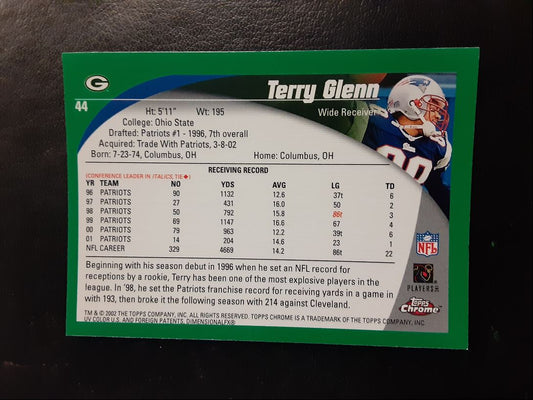 G
44
Terry Glenn
Wide Receiver
Ht: 5'11" Wt: 195
College: Ohio State
Drafted: Patriots #1 - 1996, 7th overall
Acquired: Trade With Patriots, 3-8-02
Born: 7-23-74, Columbus, OH Home: Columbus, OH
RECEIVING RECORD
(CONFERENCE LEADER IN ITALICS, TIE♦)
YR TEAM NO YDS AVG LG TD
96 PATRIOTS 90 1132 12.6 37t 6
97 PATRIOTS 27 431 16.0 50 2
98 PATRIOTS 50 792 15.8 86t 3
99 PATRIOTS 69 1147 16.6 67 4
00 PATRIOTS 79 963 12.2 39t 6
01 PATRIOTS 14 204 14.6 23 1
NFL CAREER 329 4669 14.2 86t 22
Beginning with his season debut in 1996 when he set an NFL record for
receptions by a rookie, Terry has been one of the most explosive players in the
league. In '98, he set the Patriots franchise record for receiving yards in a game
with 193, then broke it the following season with 214 against Cleveland.
NFL
PLAYERS
Topps
Chrome
TM & © 2002 THE TOPPS COMPANY, INC. ALL RIGHTS RESERVED. TOPPS CHROME IS A TRADEMARK OF THE TOPPS COMPANY, INC.
UV COLOR U.S. AND FOREIGN PATENTS. DIMENSIONALFX®